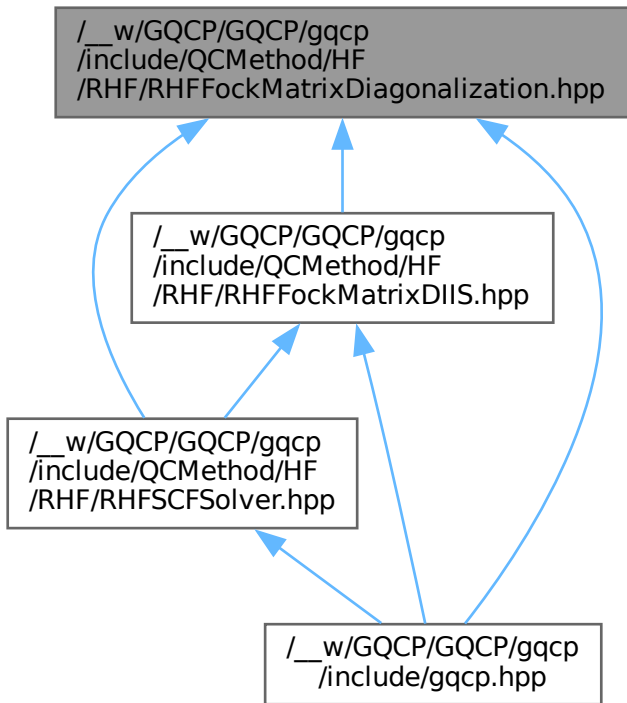 /__w/GQCP/GQCP/gqcp
/include/QCMethod/HF
/RHF/RHFFockMatrixDiagonalization.hpp
/__w/GQCP/GQCP/gqcp
/include/QCMethod/HF
/RHF/RHFFockMatrixDIIS.hpp
/__w/GQCP/GQCP/gqcp
/include/QCMethod/HF
/RHF/RHFSCFSolver.hpp
/__w/GQCP/GQCP/gqcp
/include/gqcp.hpp